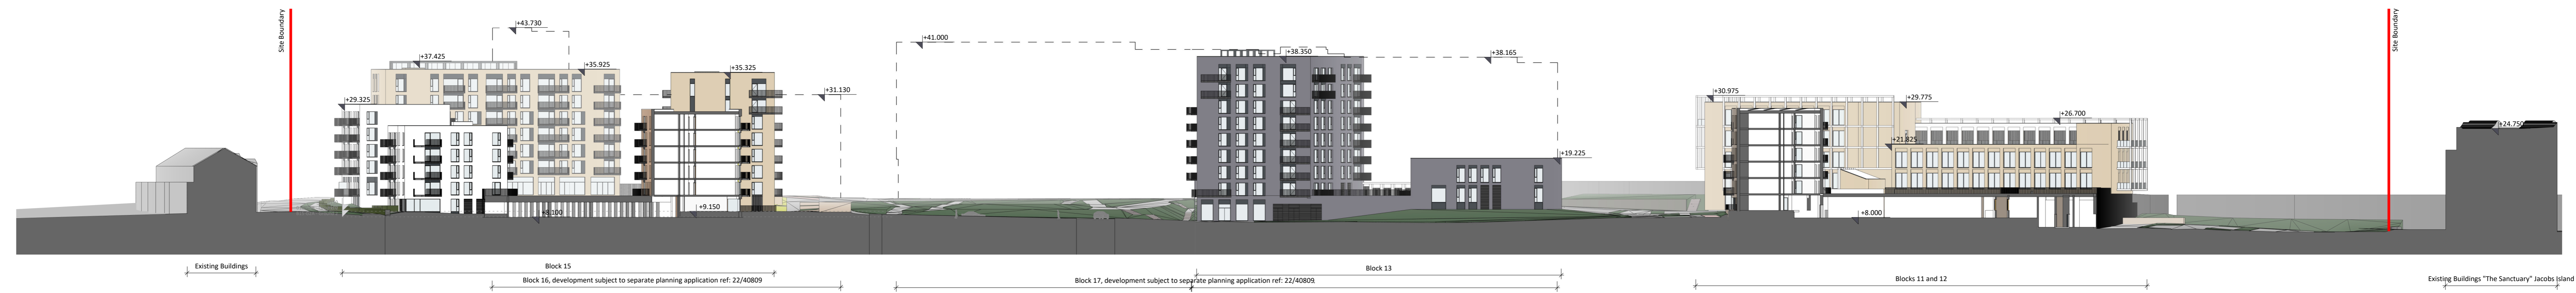 Site Boundary
+43.730
+37.425
+35.925
+35.325
+31.130
+29.325
+8.100
+9.150
+41.000
+38.350
+38.165
+19.225
+30.975
+29.775
+26.700
+21.825
+8.000
Site Boundary
+24.750
Existing Buildings
Block 15
Block 16, development subject to separate planning application ref: 22/40809
Block 13
Block 17, development subject to separate planning application ref: 22/40809
Blocks 11 and 12
Existing Buildings "The Sanctuary" Jacobs Island